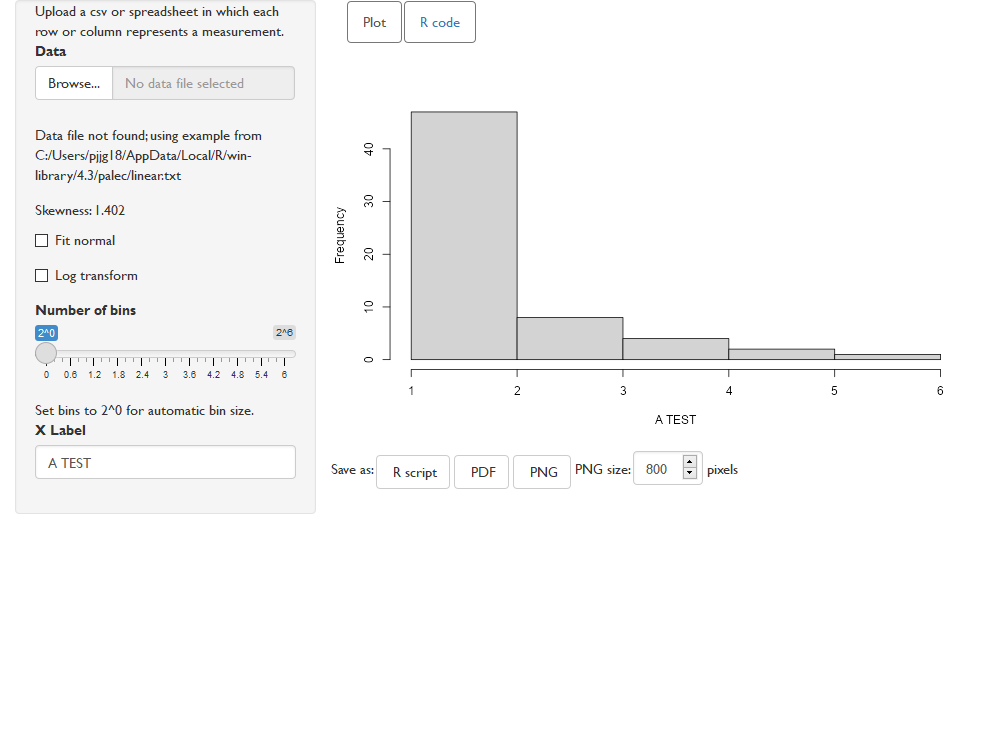 Upload a csv or spreadsheet in which each
row or column represents a measurement.
Data
Browse... No data file selected
Data file not found; using example from
C:/Users/pjjg18/AppData/Local/R/win-
library/4.3/palec/linear.txt
Skewness: 1.402
Fit normal
Log transform
Number of bins
2^0 2^6
0 0.6 1.2 1.8 2.4 3 3.6 4.2 4.8 5.4 6
Set bins to 2^0 for automatic bin size.
X Label
A TEST
Plot R code
Frequency
40
30
20
10
0
1 2 3 4 5 6
A TEST
Save as: R script PDF PNG PNG size: 800 pixels